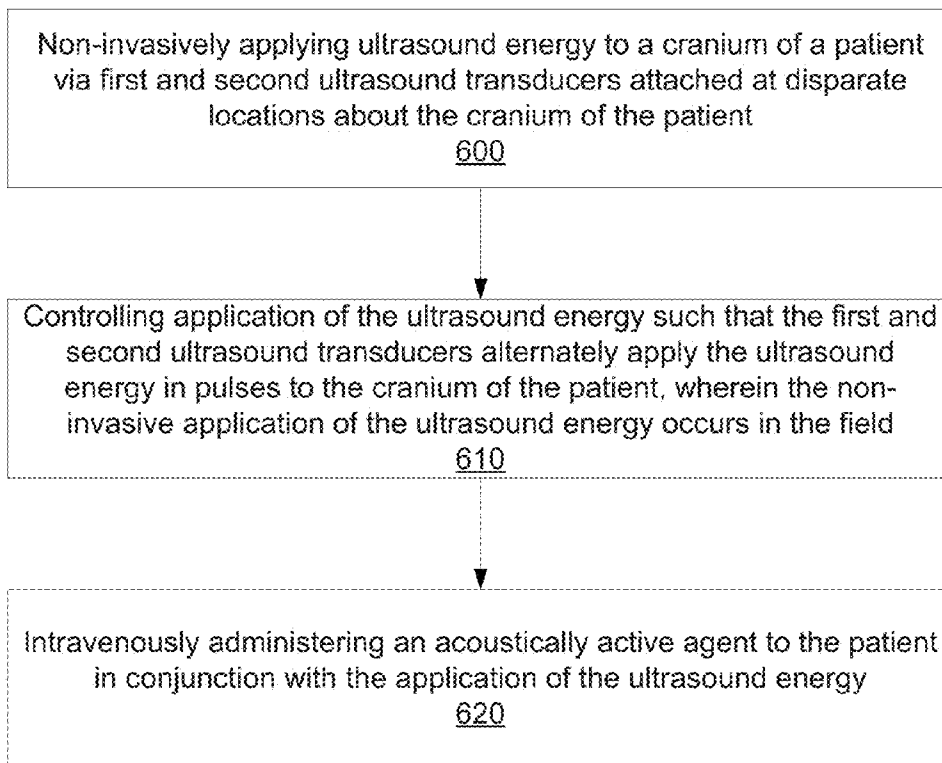 Non-invasively applying ultrasound energy to a cranium of a patient
via first and second ultrasound transducers attached at disparate
locations about the cranium of the patient
600
Controlling application of the ultrasound energy such that the first and
second ultrasound transducers alternately apply the ultrasound
energy in pulses to the cranium of the patient, wherein the non-
invasive application of the ultrasound energy occurs in the field
610
Intravenously administering an acoustically active agent to the patient
in conjunction with the application of the ultrasound energy
620